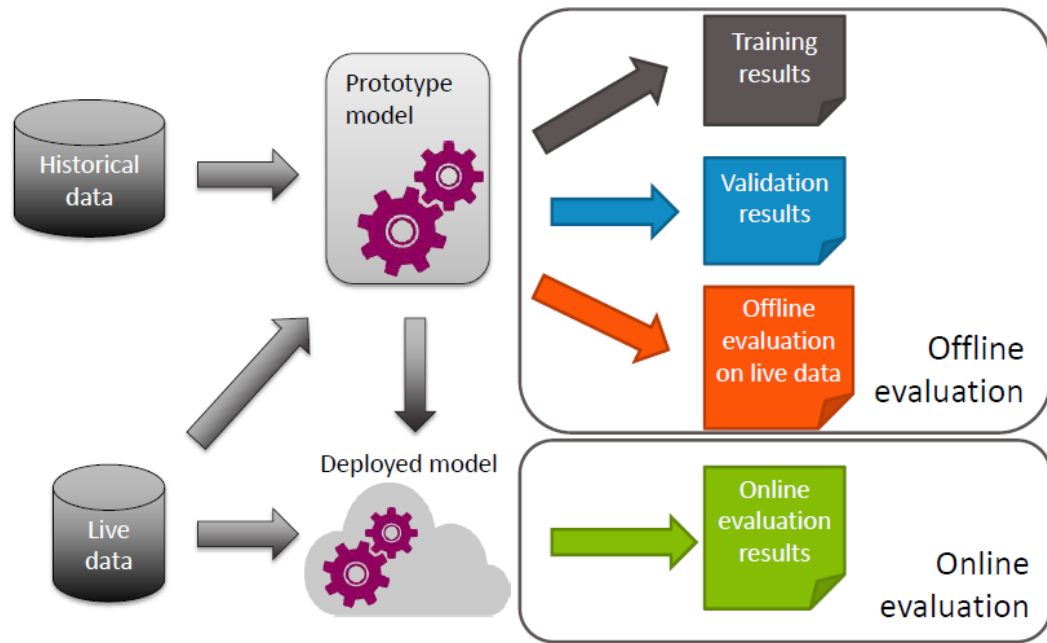 Historical
data
Prototype
model
Training
results
Validation
results
Offline
evaluation
on live data
Offline
evaluation
Live
data
Deployed model
Online
evaluation
results
Online
evaluation